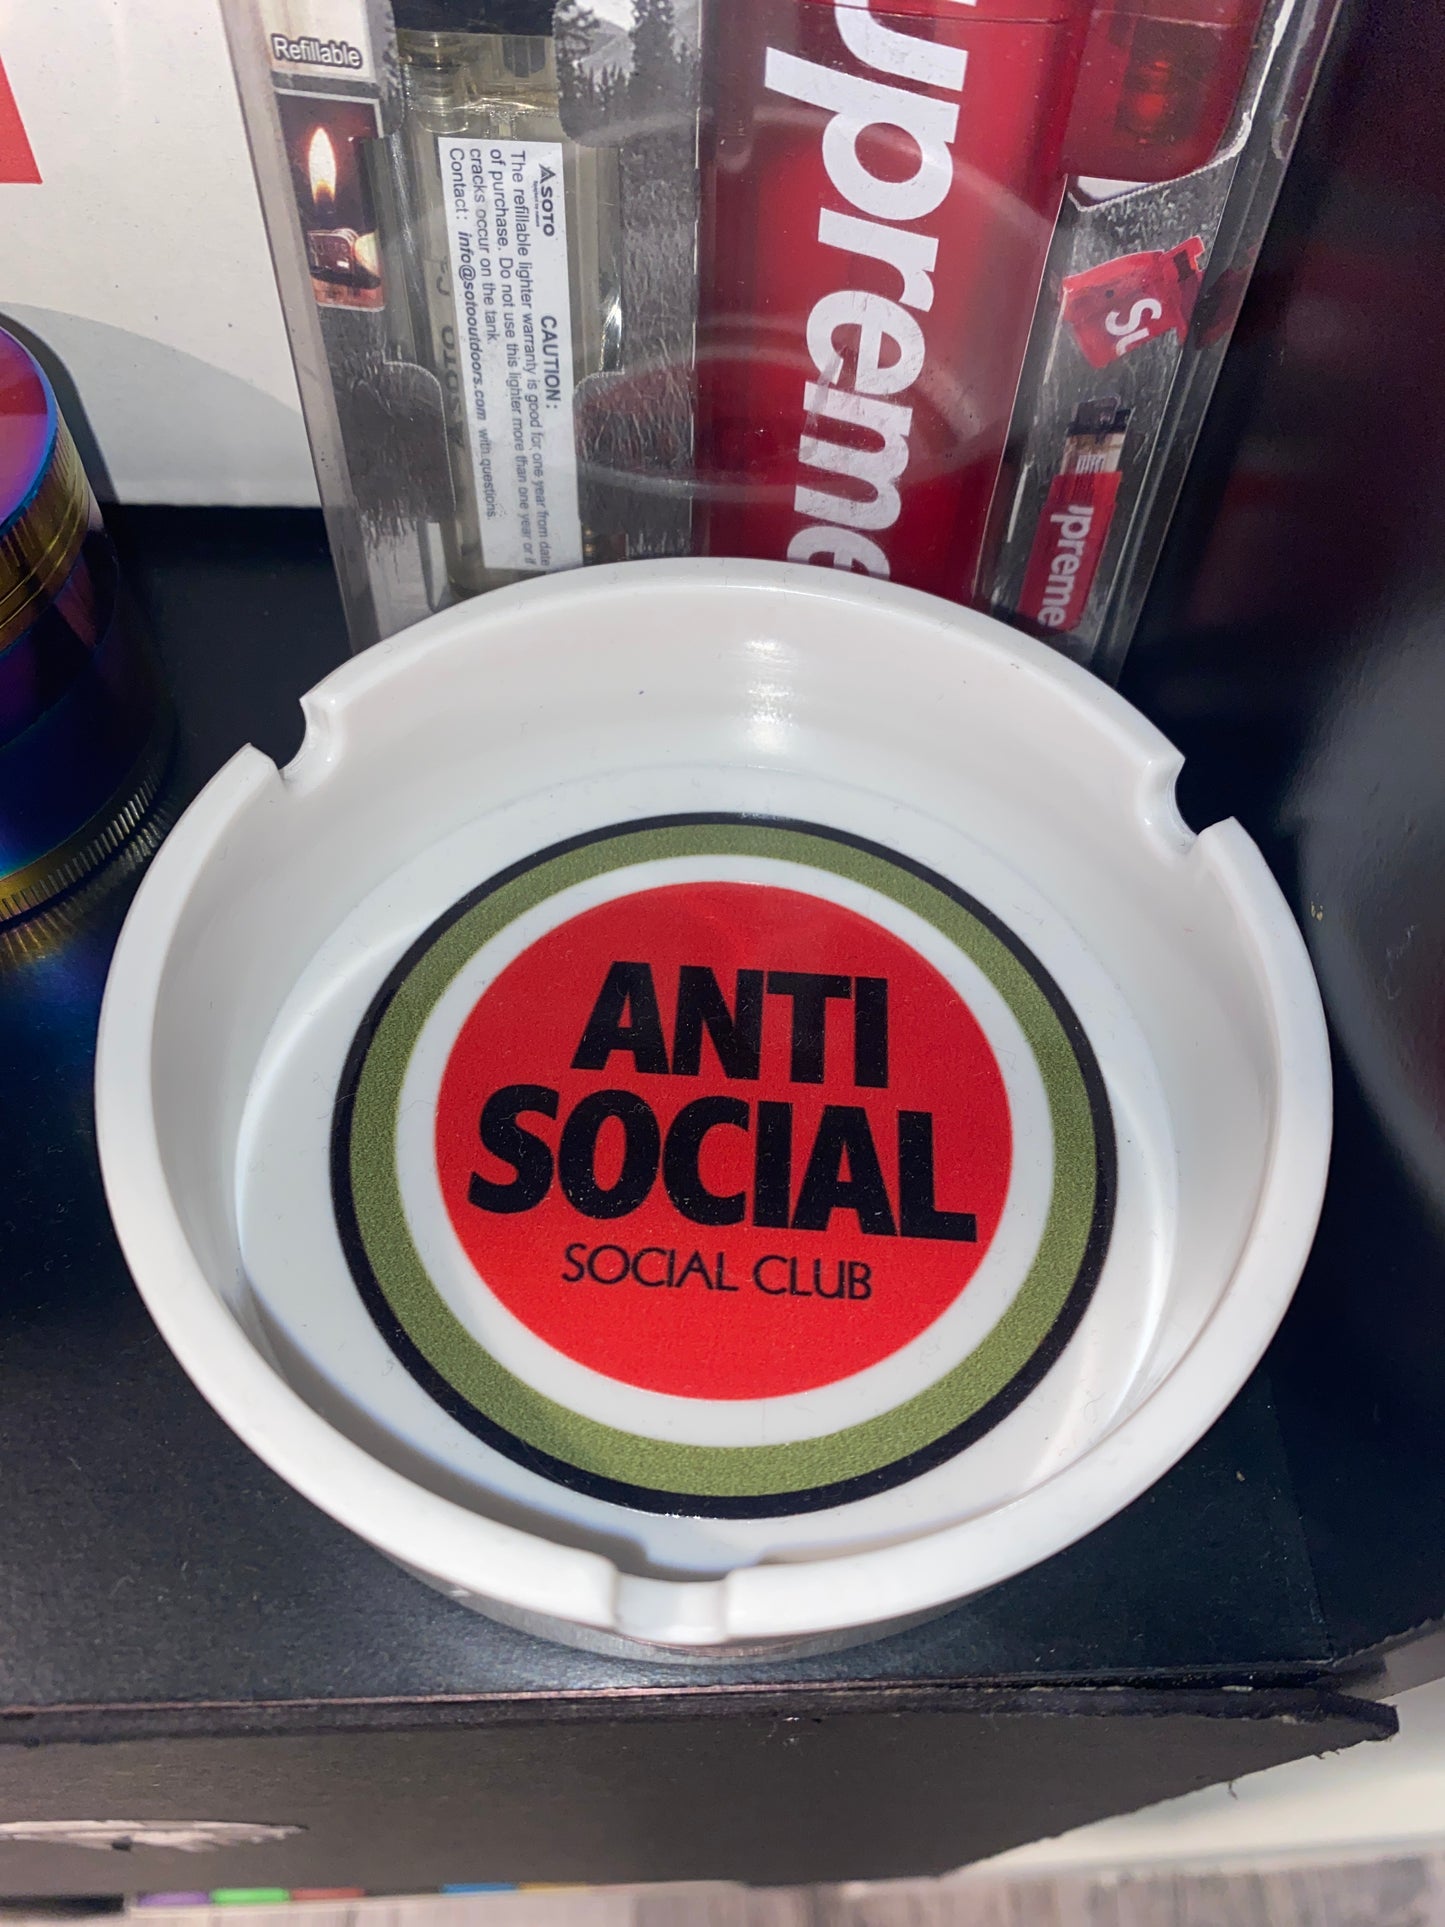 Refillable
SOTO
CAUTION:
The refillable lighter warranty is good for one year from date
of purchase. Do not use this lighter more than one year or if
cracks occur on the tank.
Contact: info@sotooutdoors.com with questions.
upreme
Su
upreme
ANTI
SOCIAL
SOCIAL CLUB